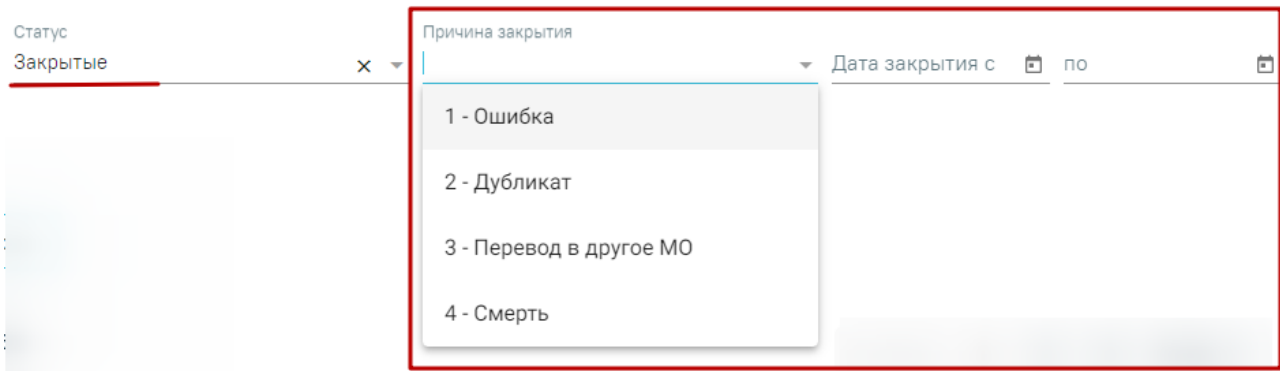 Статус
Причина закрытия
Закрытые
Дата закрытия с
по
1 - Ошибка
2 - Дубликат
3 - Перевод в другое МО
4 - Смерть